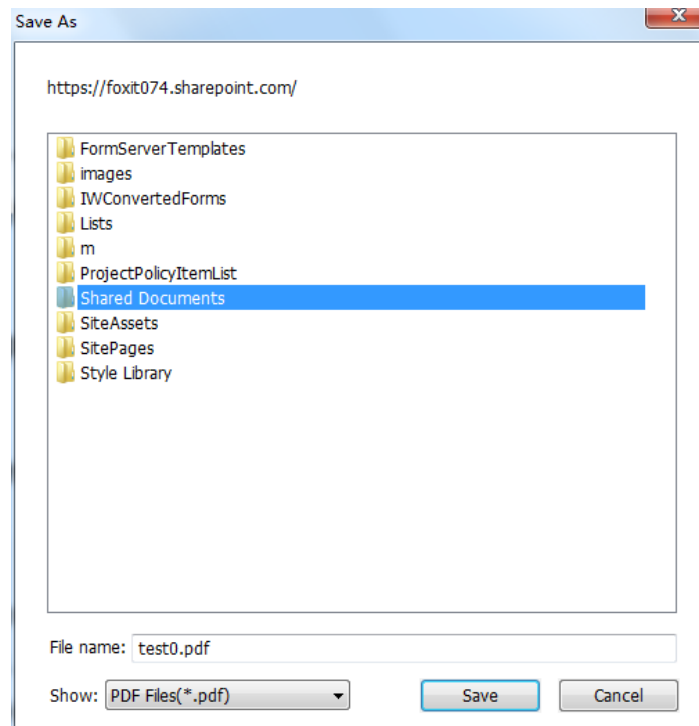 Save As
https://foxit074.sharepoint.com/
FormServerTemplates
images
IWConvertedForms
Lists
m
ProjectPolicyItemList
Shared Documents
SiteAssets
SitePages
Style Library
File name: test0.pdf
Show: PDF Files(*.pdf) Save Cancel